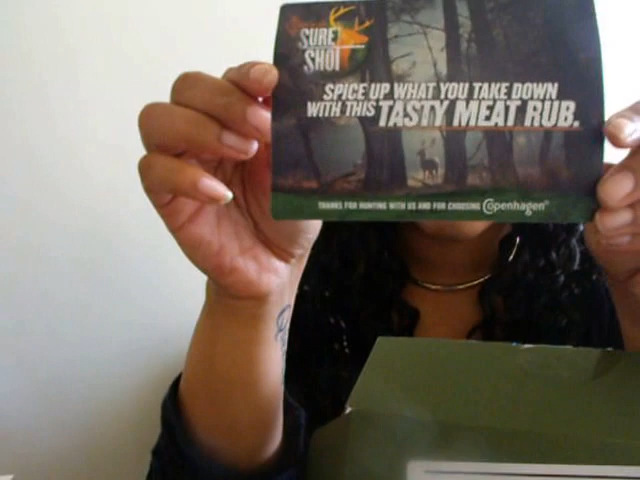 SURE
SHOT
SPICE UP WHAT YOU TAKE DOWN
WITH THIS TASTY MEAT RUB.
THANKS FOR HUNTING WITH US AND FOR CHOOSING Copenhagen